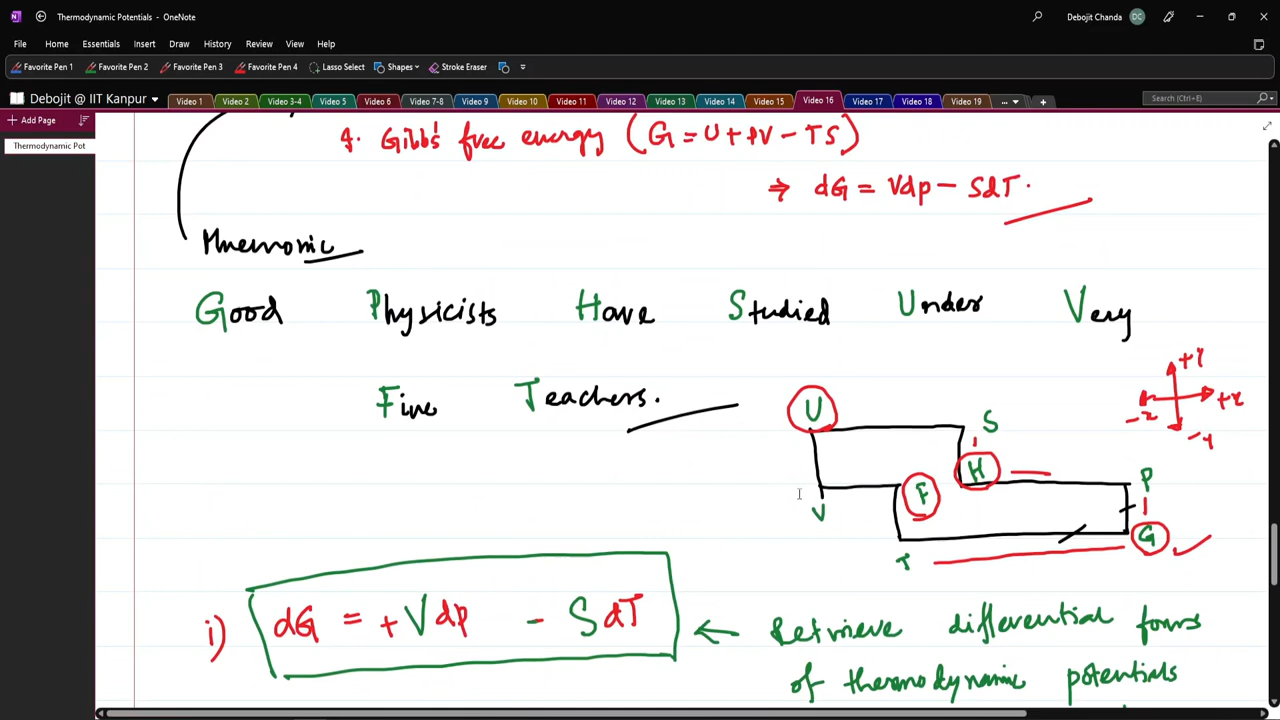 Thermodynamic Potentials - OneNote
Debojit Chanda DC
File Home Essentials Insert Draw History Review View Help
Favorite Pen 1 Favorite Pen 2 Favorite Pen 3 Favorite Pen 4 Lasso Select Shapes Stroke Eraser
Debojit @ IIT Kanpur Video 1 Video 2 Video 3-4 Video 5 Video 6 Video 7-8 Video 9 Video 10 Video 11 Video 12 Video 13 Video 14 Video 15 Video 16 Video 17 Video 18 Video 19 ... Search (Ctrl+E)
Add Page
Thermodynamic Pot
4. Gibb's free energy (G = U + PV - TS)
⇒ dG = Vdp - SdT.
Mnemonic
Good Physicists Have Studied Under Very
Fine Teachers.
+Y
-X +X
-Y
U S
H P
F
V
T G
i) dG = +Vdp - SdT ← Retrieve differential forms
of thermodynamic potentials